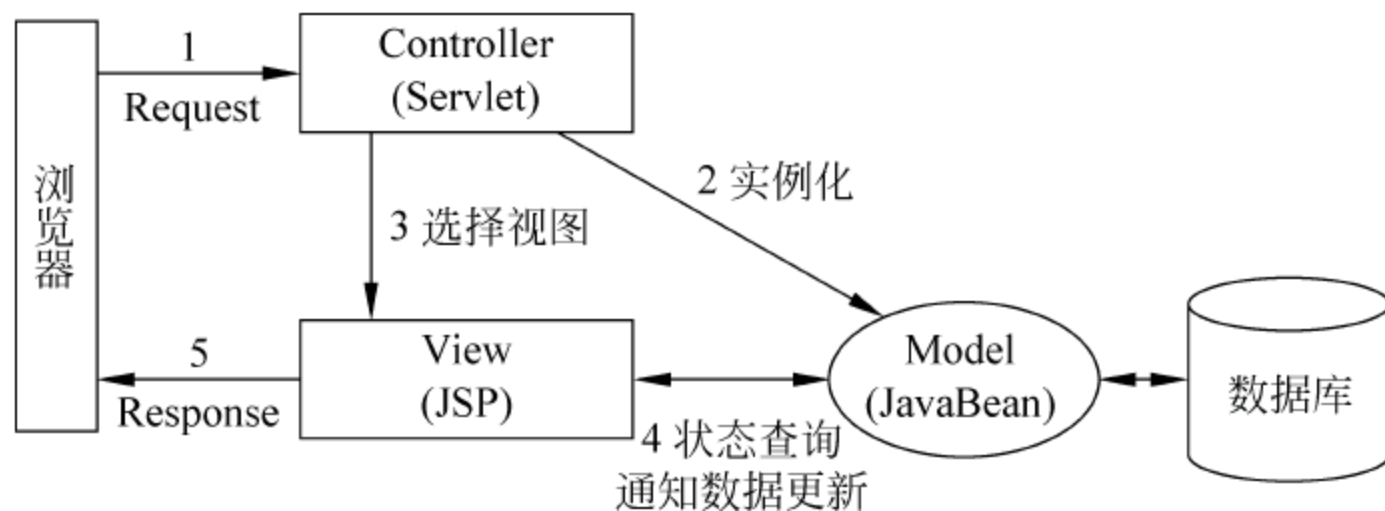 1
Request
Controller
(Servlet)
浏
览
器
2 实例化
3 选择视图
5
Response
View
(JSP)
4 状态查询
通知数据更新
Model
(JavaBean)
数据库